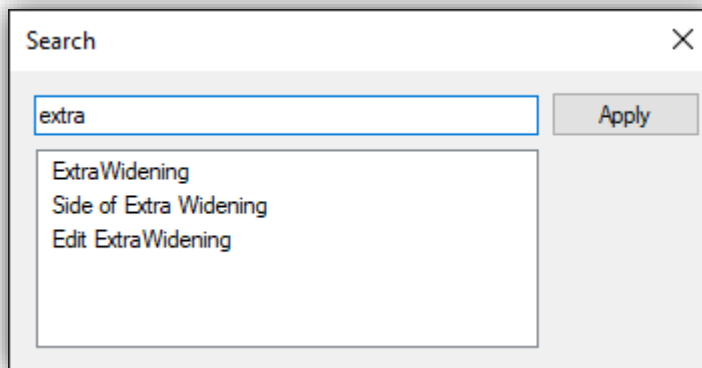 Search
extra
Apply
ExtraWidening
Side of Extra Widening
Edit ExtraWidening